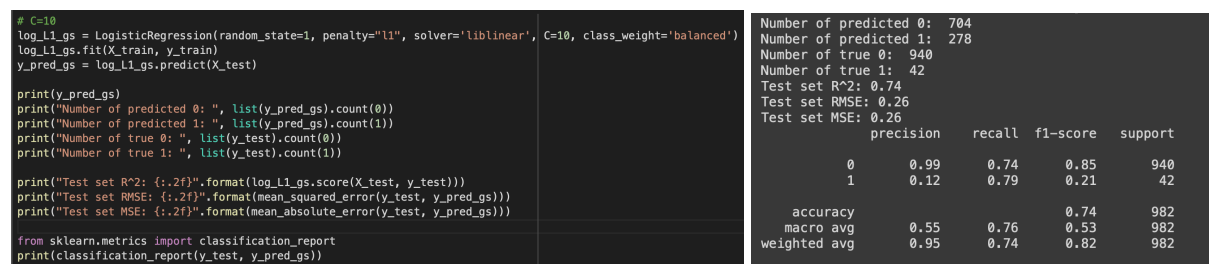 # C=10
log_L1_gs = LogisticRegression(random_state=1, penalty="l1", solver='liblinear', C=10, class_weight='balanced')
log_L1_gs.fit(X_train, y_train)
y_pred_gs = log_L1_gs.predict(X_test)

print(y_pred_gs)
print("Number of predicted 0: ", list(y_pred_gs).count(0))
print("Number of predicted 1: ", list(y_pred_gs).count(1))
print("Number of true 0: ", list(y_test).count(0))
print("Number of true 1: ", list(y_test).count(1))

print("Test set R^2: {:.2f}".format(log_L1_gs.score(X_test, y_test)))
print("Test set RMSE: {:.2f}".format(mean_squared_error(y_test, y_pred_gs)))
print("Test set MSE: {:.2f}".format(mean_absolute_error(y_test, y_pred_gs)))

from sklearn.metrics import classification_report
print(classification_report(y_test, y_pred_gs))
Number of predicted 0:  704
Number of predicted 1:  278
Number of true 0:  940
Number of true 1:  42
Test set R^2: 0.74
Test set RMSE: 0.26
Test set MSE: 0.26
precision recall f1-score support
0 0.99 0.74 0.85 940
1 0.12 0.79 0.21 42
accuracy 0.74 982
macro avg 0.55 0.76 0.53 982
weighted avg 0.95 0.74 0.82 982